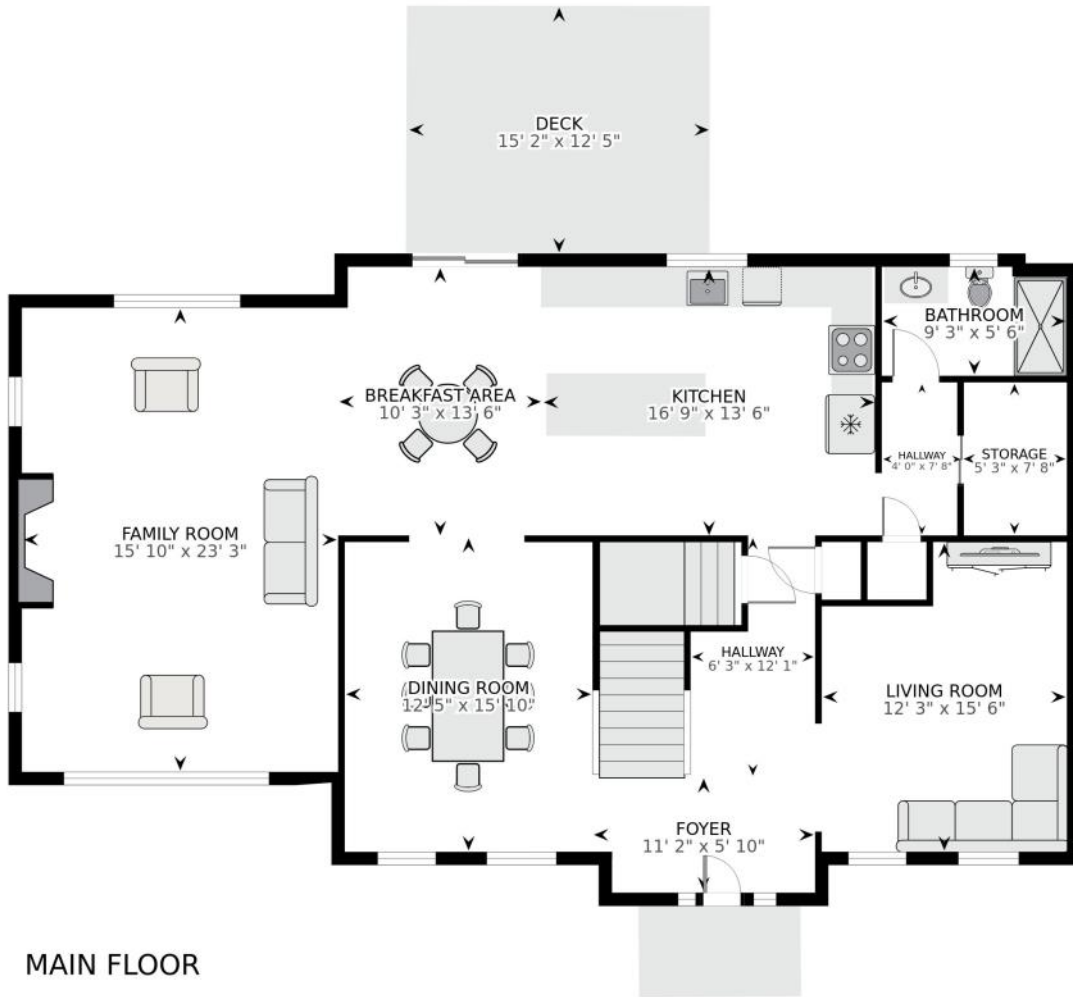 DECK
15' 2" x 12' 5"
BATHROOM
9' 3" x 5' 6"
BREAKFAST AREA
10' 3" x 13' 6"
KITCHEN
16' 9" x 13' 6"
HALLWAY
4' 0" x 7' 8"
STORAGE
5' 3" x 7' 8"
FAMILY ROOM
15' 10" x 23' 3"
HALLWAY
6' 3" x 12' 1"
DINING ROOM
12' 5" x 15' 10"
LIVING ROOM
12' 3" x 15' 6"
FOYER
11' 2" x 5' 10"
MAIN FLOOR